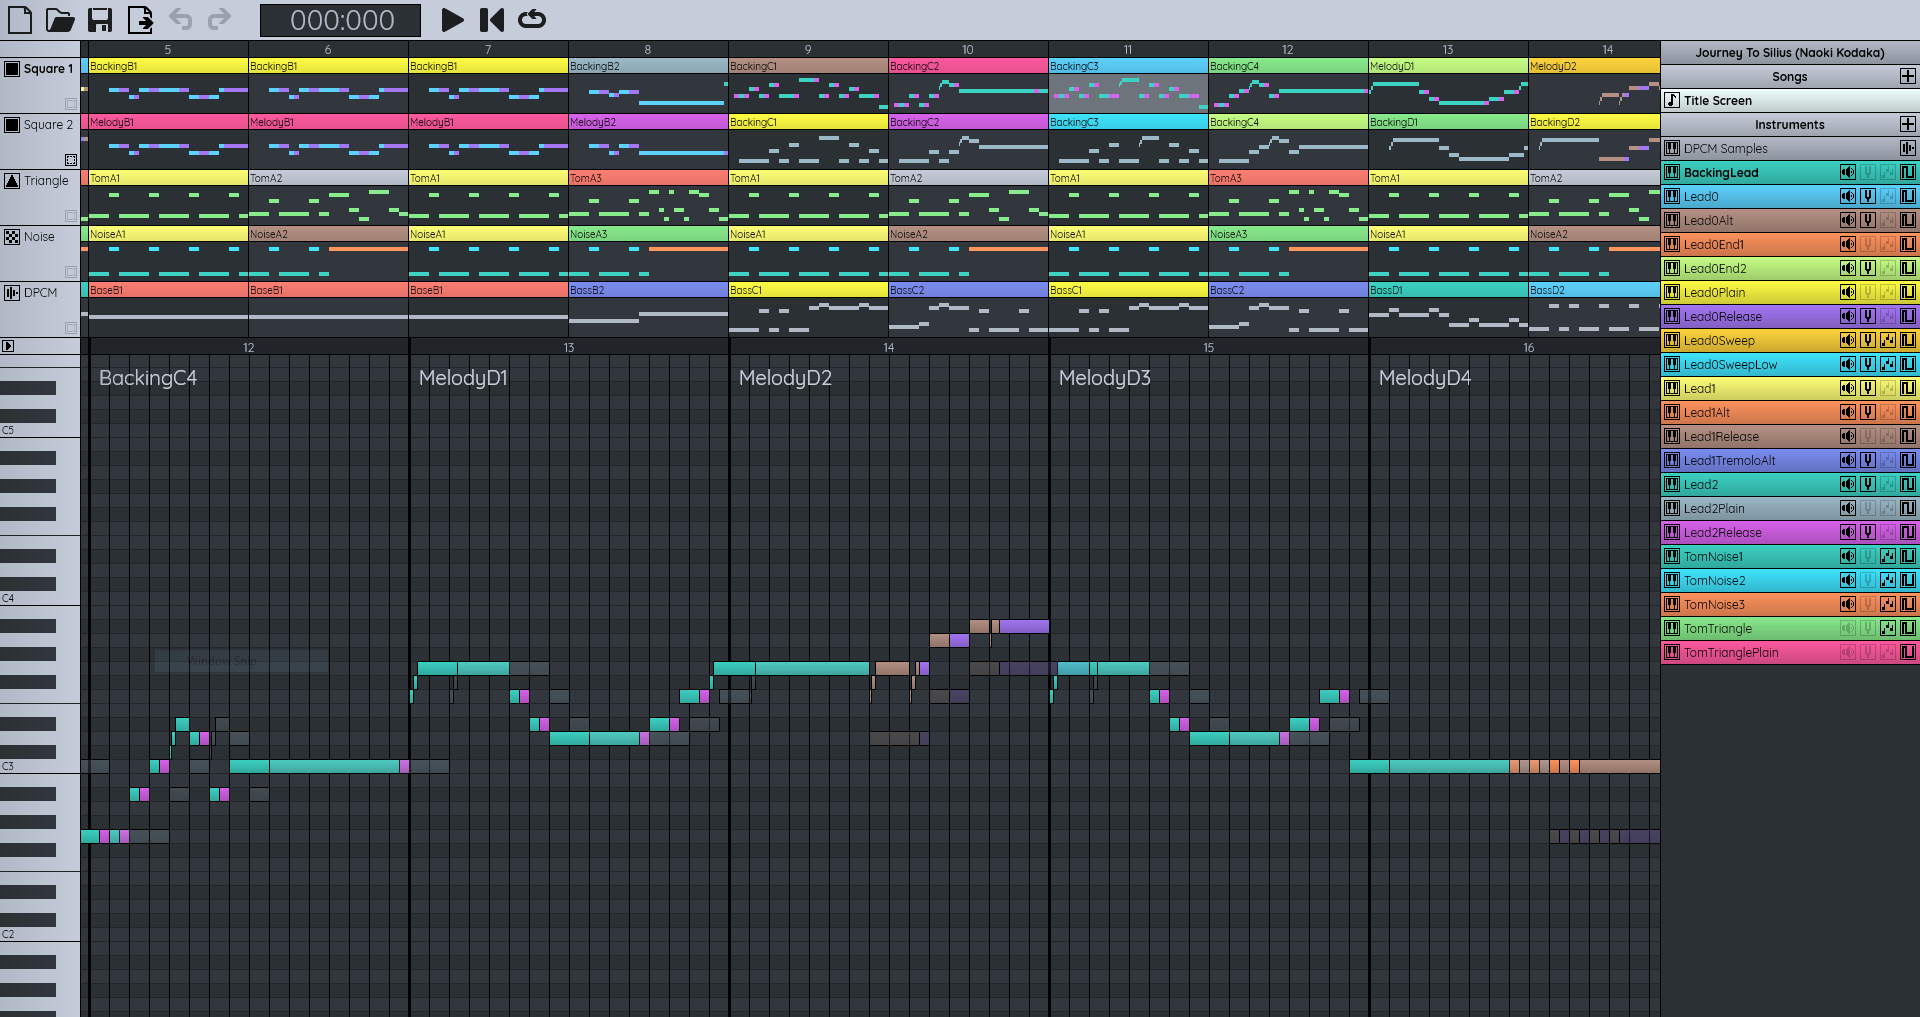 000:000
5 6 7 8 9 10 11 12 13 14
Square 1
BackingB1 BackingB1 BackingB1 BackingB2 BackingC1 BackingC2 BackingC3 BackingC4 MelodyD1 MelodyD2
Square 2
MelodyB1 MelodyB1 MelodyB1 MelodyB2 BackingC1 BackingC2 BackingC3 BackingC4 BackingD1 BackingD2
Triangle
TomA1 TomA2 TomA1 TomA3 TomA1 TomA2 TomA1 TomA3 TomA1 TomA2
Noise
NoiseA1 NoiseA2 NoiseA1 NoiseA3 NoiseA1 NoiseA2 NoiseA1 NoiseA3 NoiseA1 NoiseA2
DPCM
BaseB1 BaseB1 BaseB1 BassB2 BassC1 BassC2 BassC1 BassC2 BassD1 BassD2
12 13 14 15 16
BackingC4 MelodyD1 MelodyD2 MelodyD3 MelodyD4
C5
C4
Window Snip
C3
C2
Journey To Silius (Naoki Kodaka)
Songs
Title Screen
Instruments
DPCM Samples
BackingLead
Lead0
Lead0Alt
Lead0End1
Lead0End2
Lead0Plain
Lead0Release
Lead0Sweep
Lead0SweepLow
Lead1
Lead1Alt
Lead1Release
Lead1TremoloAlt
Lead2
Lead2Plain
Lead2Release
TomNoise1
TomNoise2
TomNoise3
TomTriangle
TomTrianglePlain